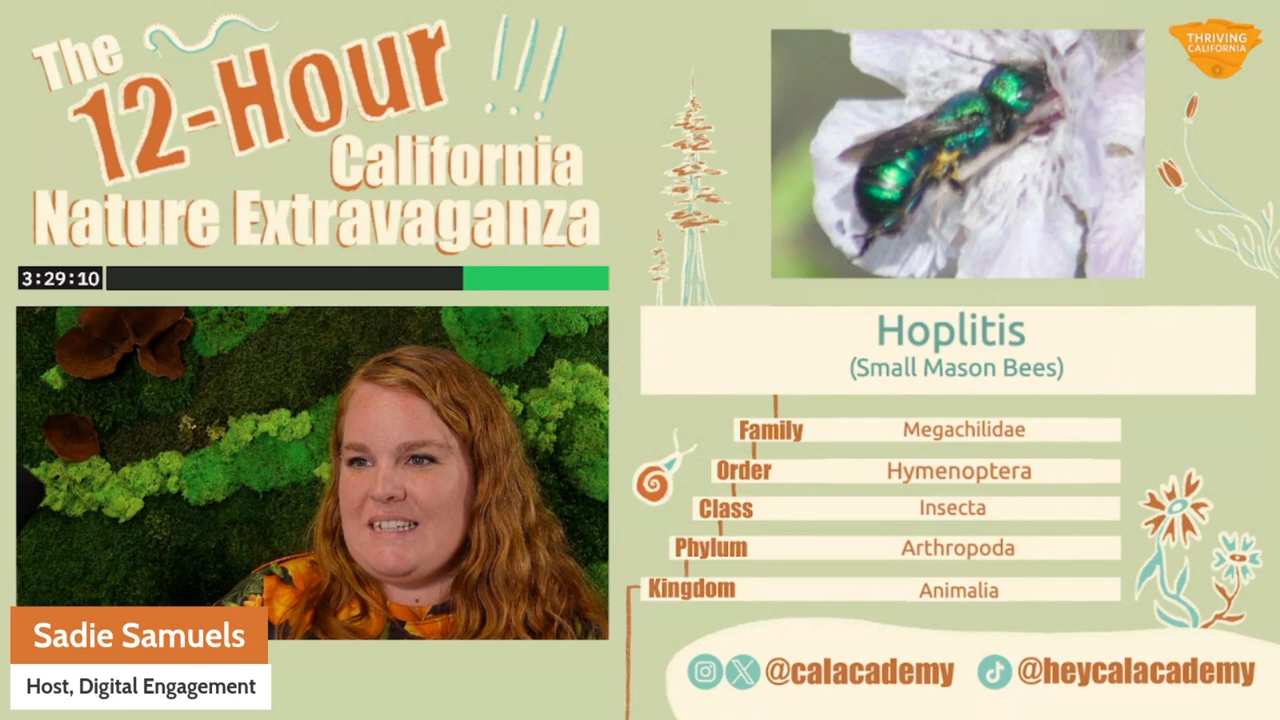 The
12-Hour
!!!
California
Nature Extravaganza
3:29:10
Sadie Samuels
Host, Digital Engagement
THRIVING
CALIFORNIA
Hoplitis
(Small Mason Bees)
Family Megachilidae
Order Hymenoptera
Class Insecta
Phylum Arthropoda
Kingdom Animalia
@calacademy @heycalacademy